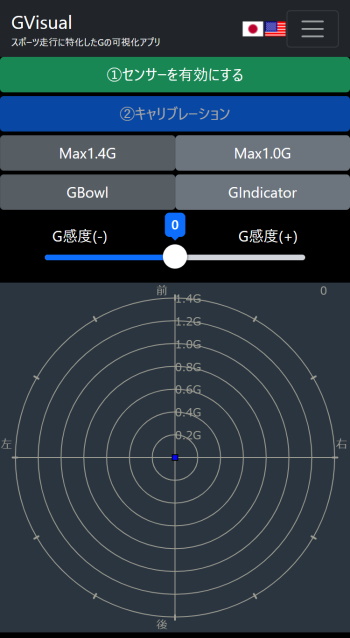 GVisual
スポーツ走行に特化したGの可視化アプリ
①センサーを有効にする
②キャリブレーション
Max1.4G
Max1.0G
GBowl
GIndicator
0
G感度(-)
G感度(+)
前
0
1.4G
1.2G
1.0G
0.8G
0.6G
0.4G
0.2G
左
右
後